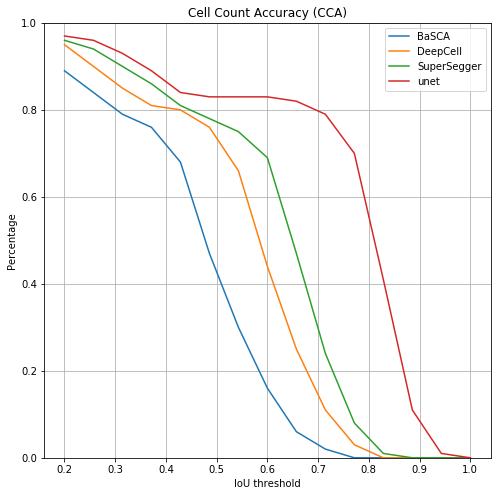 Cell Count Accuracy (CCA)
BaSCA
DeepCell
SuperSegger
unet
Percentage
1.0
0.8
0.6
0.4
0.2
0.0
0.2 0.3 0.4 0.5 0.6 0.7 0.8 0.9 1.0
IoU threshold